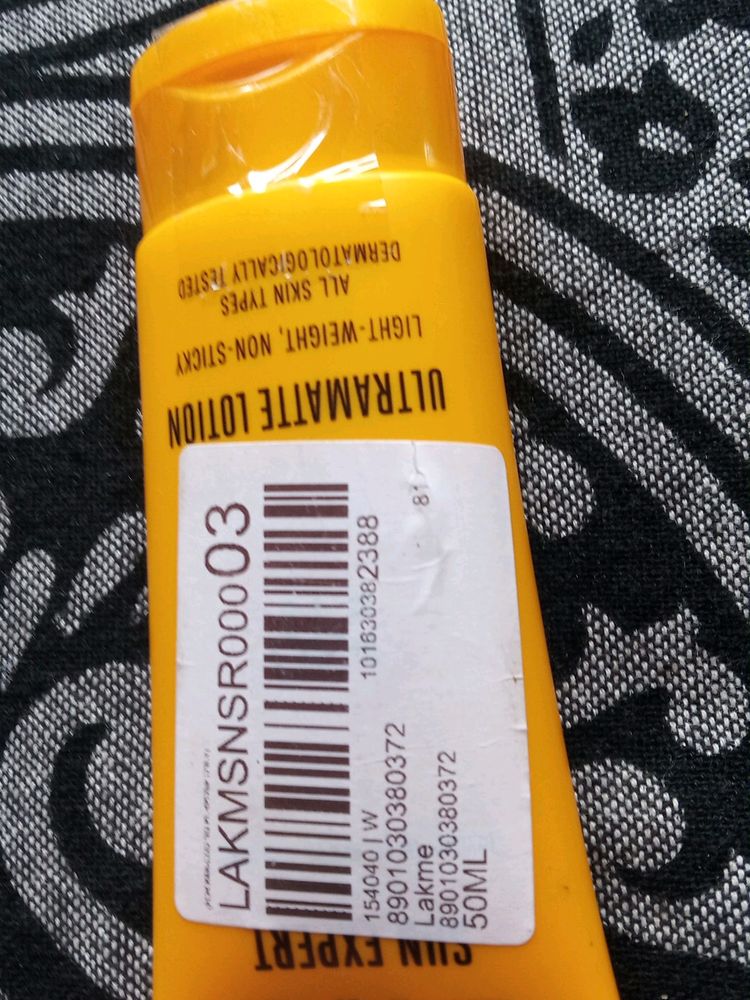 SUN EXPERT
ULTRAMATTE LOTION
LIGHT-WEIGHT, NON-STICKY
ALL SKIN TYPES
DERMATOLOGICALLY TESTED
LAKMSNSR00003
101630382388
81
154040 | W
8901030380372
Lakme
8901030380372
50ML